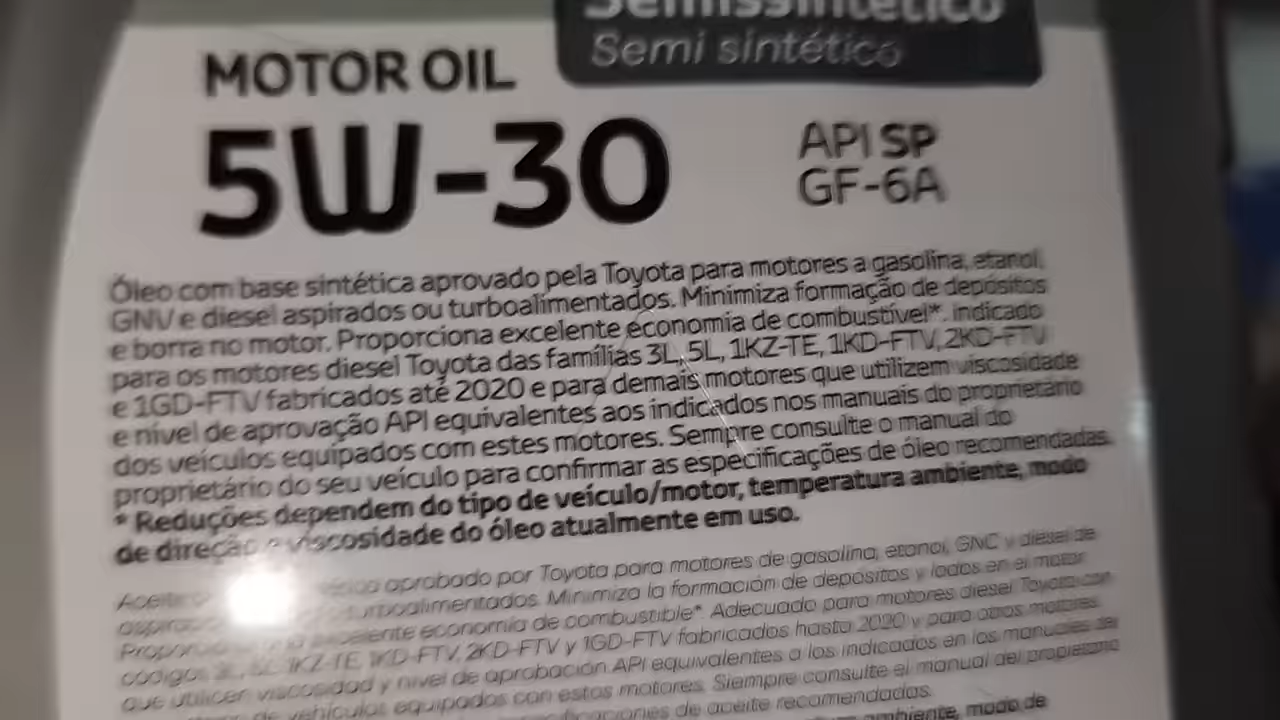 Semissintético
Semi sintético
MOTOR OIL
5W-30
API SP
GF-6A
Óleo com base sintética aprovado pela Toyota para motores a gasolina, etanol,
GNV e diesel aspirados ou turboalimentados. Minimiza formação de depósitos
e borra no motor. Proporciona excelente economia de combustível*. Indicado
para os motores diesel Toyota das famílias 3L, 5L, 1KZ-TE, 1KD-FTV, 2KD-FTV
e 1GD-FTV fabricados até 2020 e para demais motores que utilizem viscosidade
e nível de aprovação API equivalentes aos indicados nos manuais do proprietário
dos veículos equipados com estes motores. Sempre consulte o manual do
proprietário do seu veículo para confirmar as especificações de óleo recomendadas.
* Reduções dependem do tipo de veículo/motor, temperatura ambiente, modo
de direção e viscosidade do óleo atualmente em uso.
aprobado por Toyota para motores de gasolina, etanol, GNC y diesel de
turboalimentados. Minimiza la formación de depósitos y lodos en el motor.
excelente economía de combustible*. Adecuado para motores diesel Toyota con
códigos 3L, 5L, 1KZ-TE, 1KD-FTV, 2KD-FTV y 1GD-FTV fabricados hasta 2020 y para otros motores
que utilicen viscosidad y nivel de aprobación API equivalentes a los indicados en los manuales del
de vehículos equipados con estos motores. Siempre consulte el manual del propietario
de aceite recomendadas.
ambiente, modo de